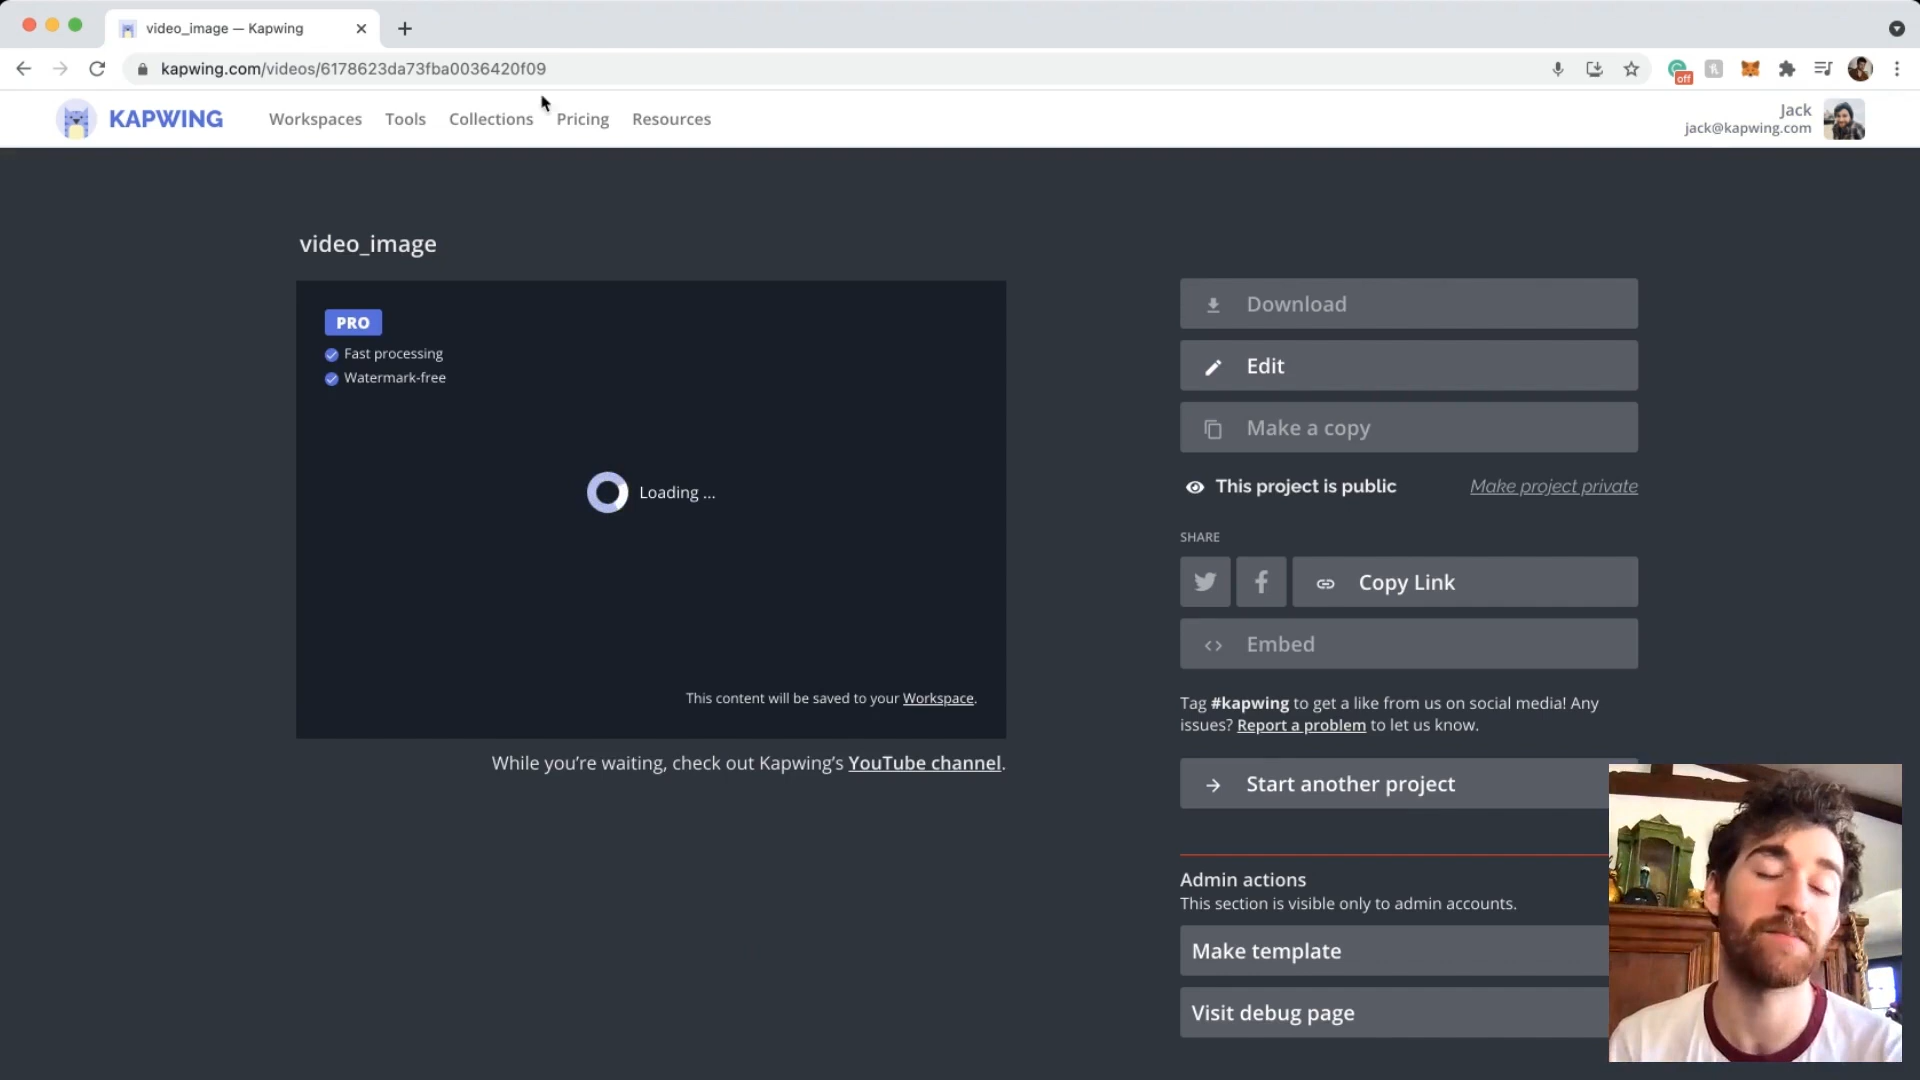 video_image — Kapwing
kapwing.com/videos/6178623da73fba0036420f09
off
KAPWING
Workspaces
Tools
Collections
Pricing
Resources
Jack
jack@kapwing.com
video_image
PRO
Fast processing
Watermark-free
Loading ...
This content will be saved to your Workspace.
While you’re waiting, check out Kapwing’s YouTube channel.
Download
Edit
Make a copy
This project is public
Make project private
SHARE
Copy Link
Embed
Tag #kapwing to get a like from us on social media! Any
issues? Report a problem to let us know.
Start another project
Admin actions
This section is visible only to admin accounts.
Make template
Visit debug page